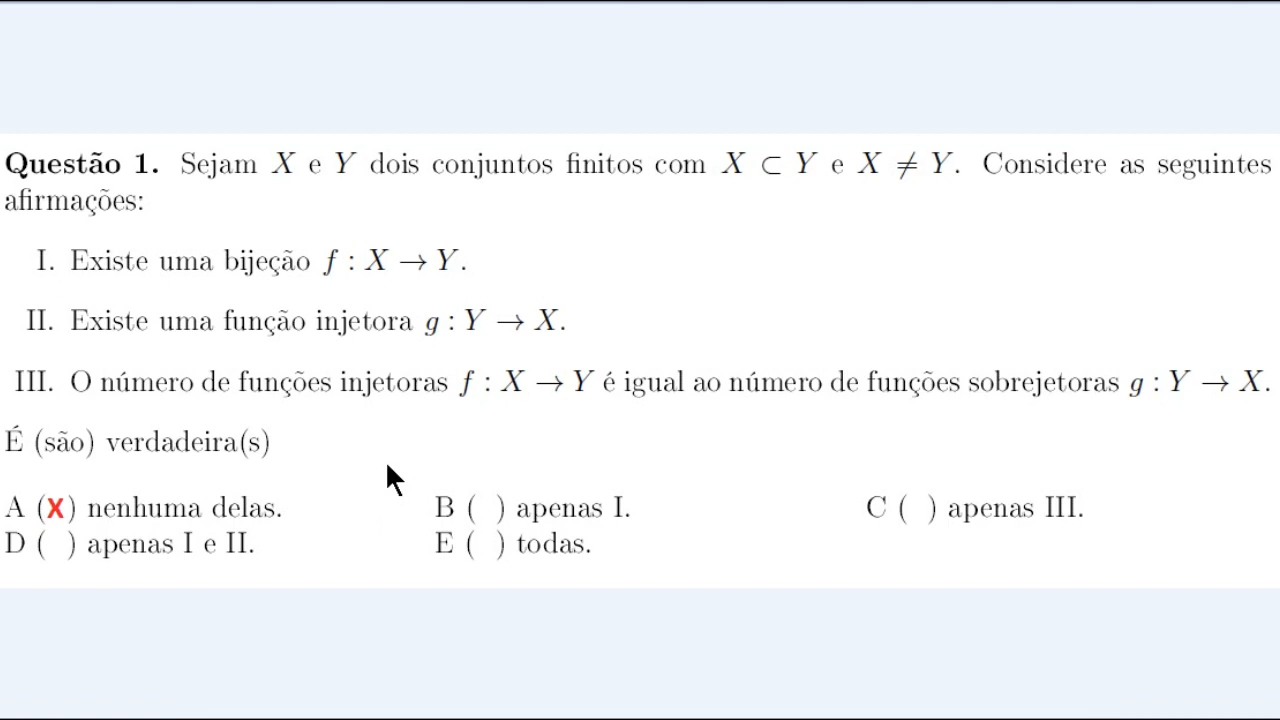 Questão 1. Sejam X e Y dois conjuntos finitos com X ⊂ Y e X ≠ Y. Considere as seguintes
afirmações:
I. Existe uma bijeção f : X → Y.
II. Existe uma função injetora g : Y → X.
III. O número de funções injetoras f : X → Y é igual ao número de funções sobrejetoras g : Y → X.
É (são) verdadeira(s)
A (X) nenhuma delas. B ( ) apenas I. C ( ) apenas III.
D ( ) apenas I e II. E ( ) todas.